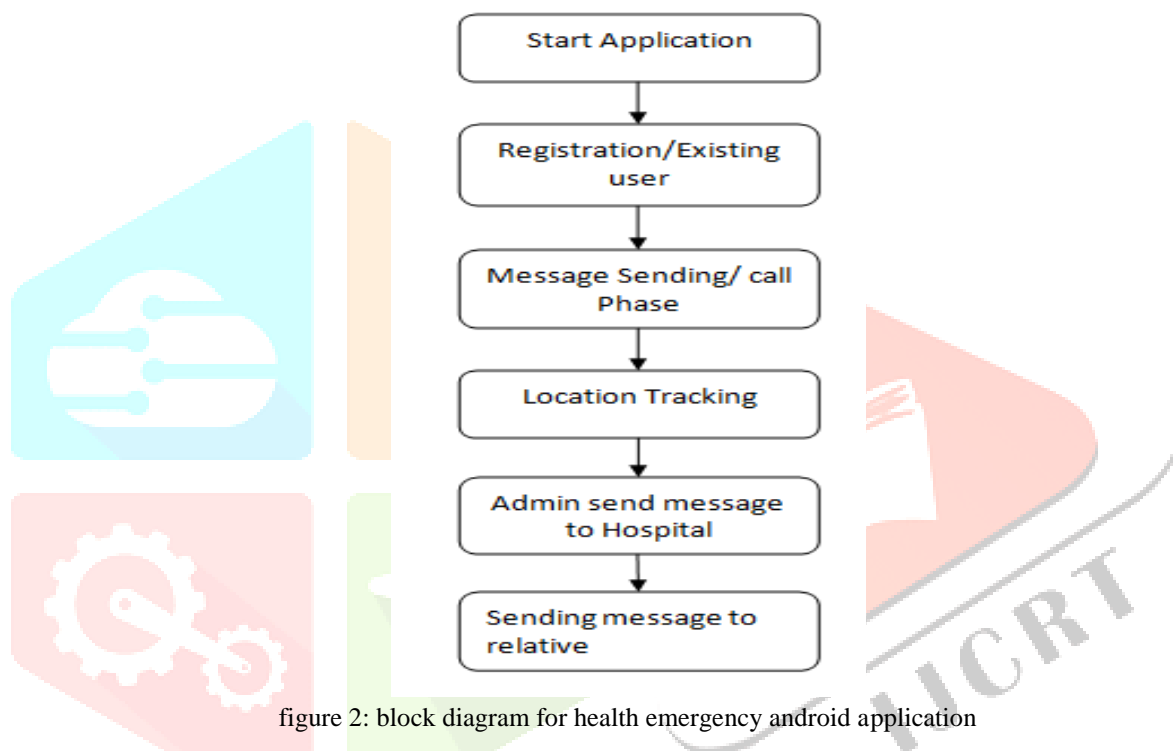 Start Application
Registration/Existing
user
Message Sending/ call
Phase
Location Tracking
Admin send message
to Hospital
Sending message to
relative
IJCRT
figure 2: block diagram for health emergency android application